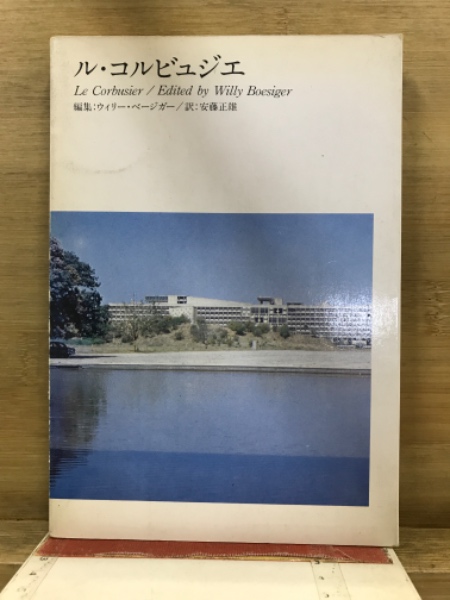 ル・コルビュジエ
Le Corbusier / Edited by Willy Boesiger
編集：ウィリー・ベージガー／訳：安藤正雄